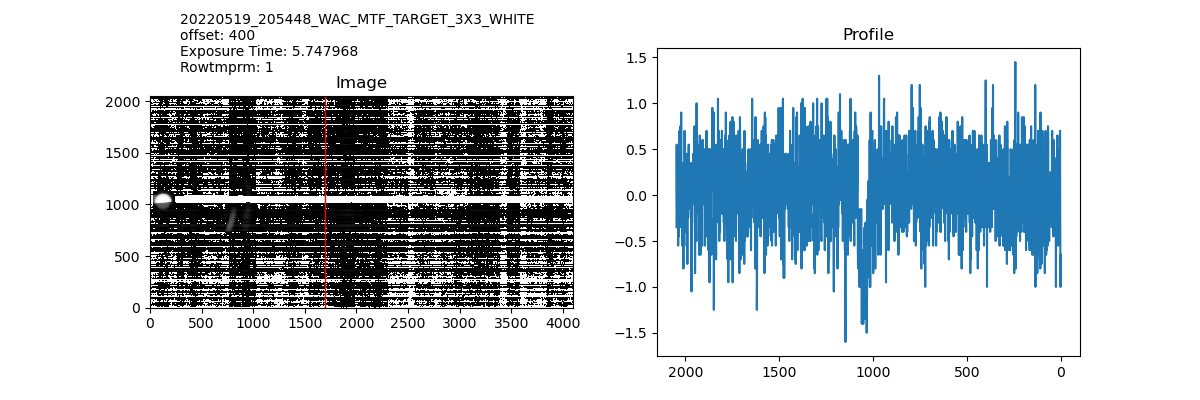 20220519_205448_WAC_MTF_TARGET_3X3_WHITE
offset: 400
Exposure Time: 5.747968
Rowtmprm: 1
Image
2000
1500
1000
500
0
0 500 1000 1500 2000 2500 3000 3500 4000
Profile
1.5
1.0
0.5
0.0
−0.5
−1.0
−1.5
2000 1500 1000 500 0